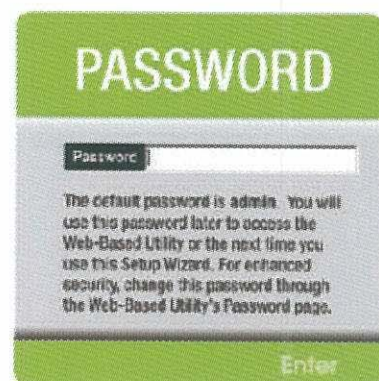 PASSWORD
Password
The default password is admin. You will
use this password later to access the
Web-Based Utility or the next time you
use this Setup Wizard. For enhanced
security, change this password through
the Web-Based Utility's Password page.
Enter